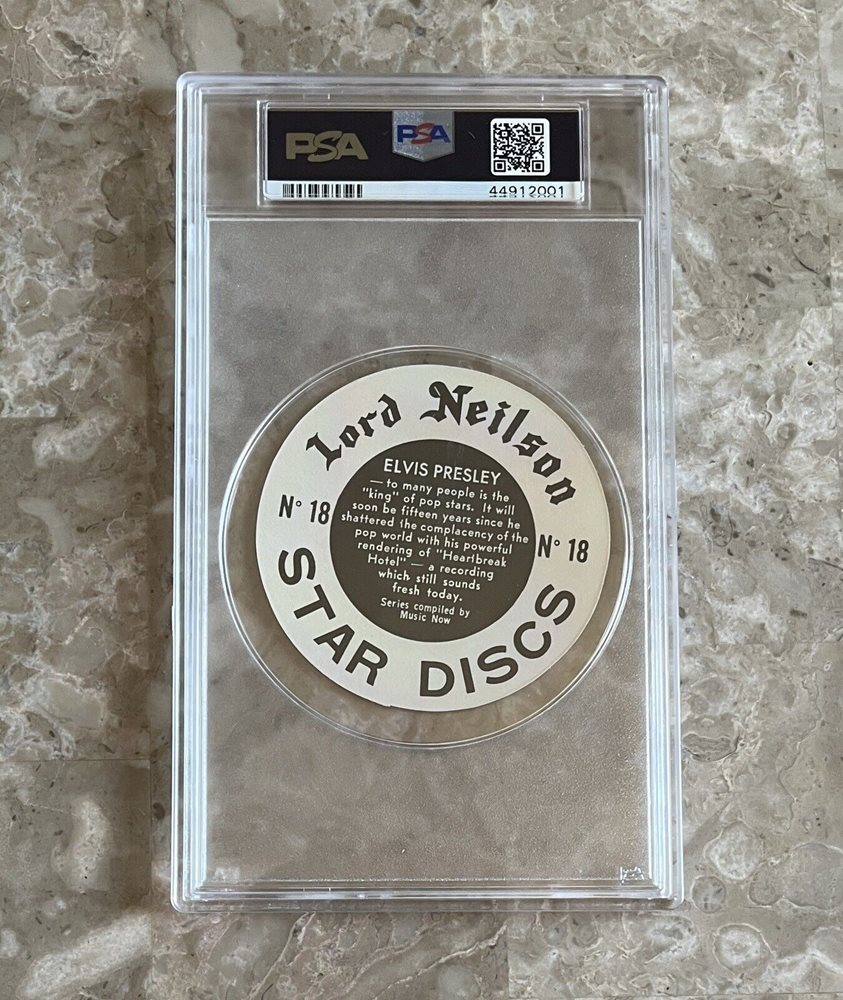 PSA
PSA
44912001
Lord Neilson
ELVIS PRESLEY
— to many people is the
"king" of pop stars. It will
soon be fifteen years since he
shattered the complacency of the
pop world with his powerful
rendering of "Heartbreak
Hotel" — a recording
which still sounds
fresh today.
Series compiled by
Music Now
N° 18
N° 18
STAR DISCS